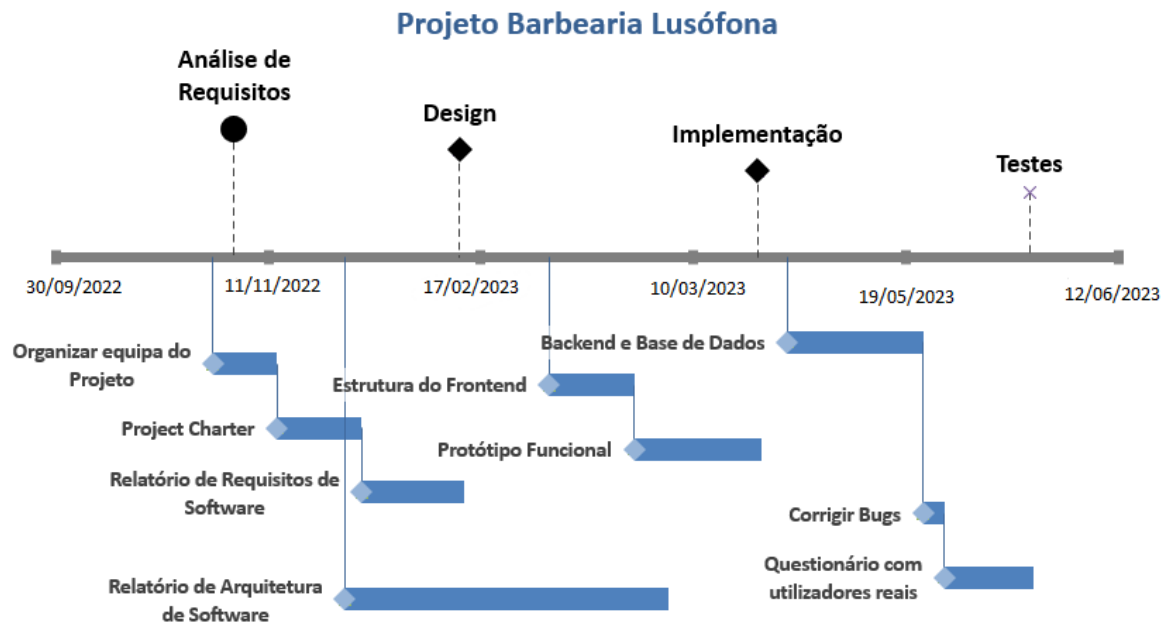 Projeto Barbearia Lusófona
Análise de
Requisitos
Design
Implementação
Testes
30/09/2022
11/11/2022
17/02/2023
10/03/2023
19/05/2023
12/06/2023
Organizar equipa do
Projeto
Project Charter
Relatório de Requisitos de
Software
Relatório de Arquitetura
de Software
Estrutura do Frontend
Protótipo Funcional
Backend e Base de Dados
Corrigir Bugs
Questionário com
utilizadores reais